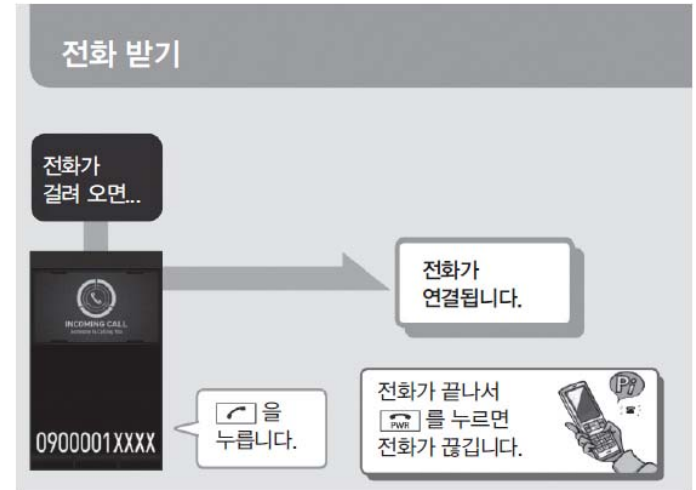 전화 받기
전화가
걸려 오면...
INCOMING CALL
0900001XXXX
을
누릅니다.
전화가
연결됩니다.
전화가 끝나서
PWR 를 누르면
전화가 끊깁니다.
Pi